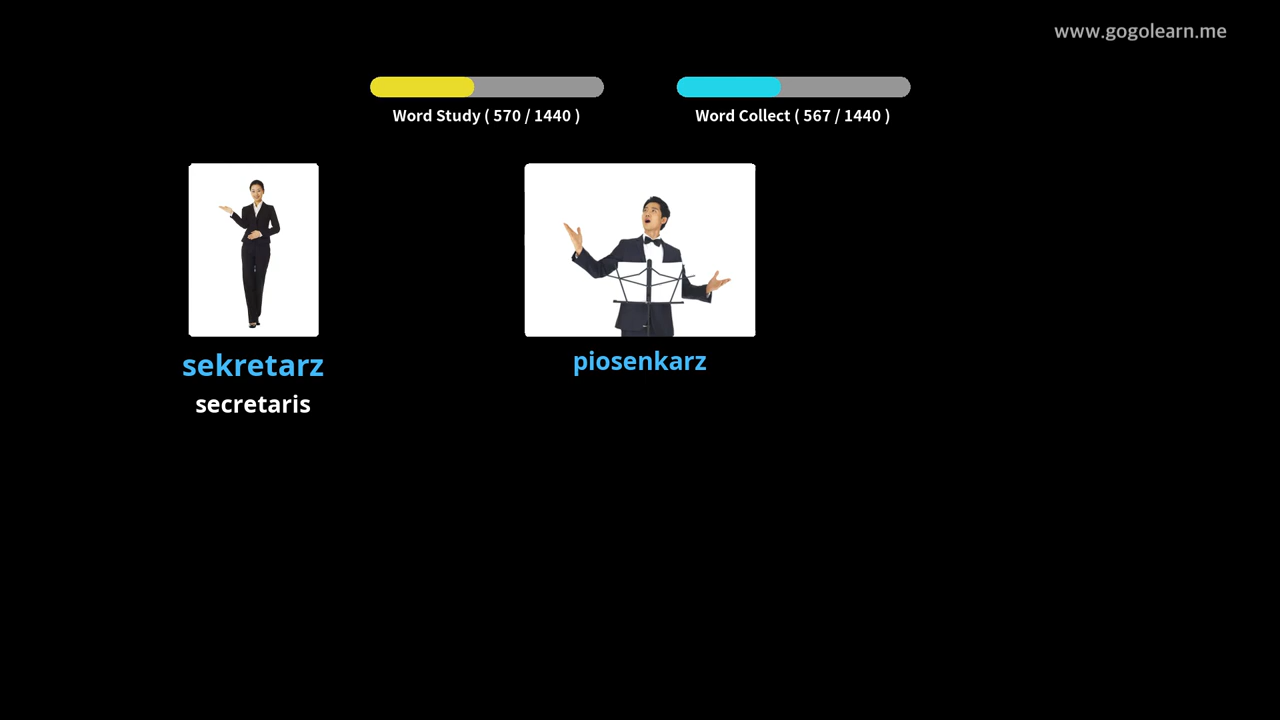 www.gogolearn.me
Word Study ( 570 / 1440 )
Word Collect ( 567 / 1440 )
sekretarz
secretaris
piosenkarz